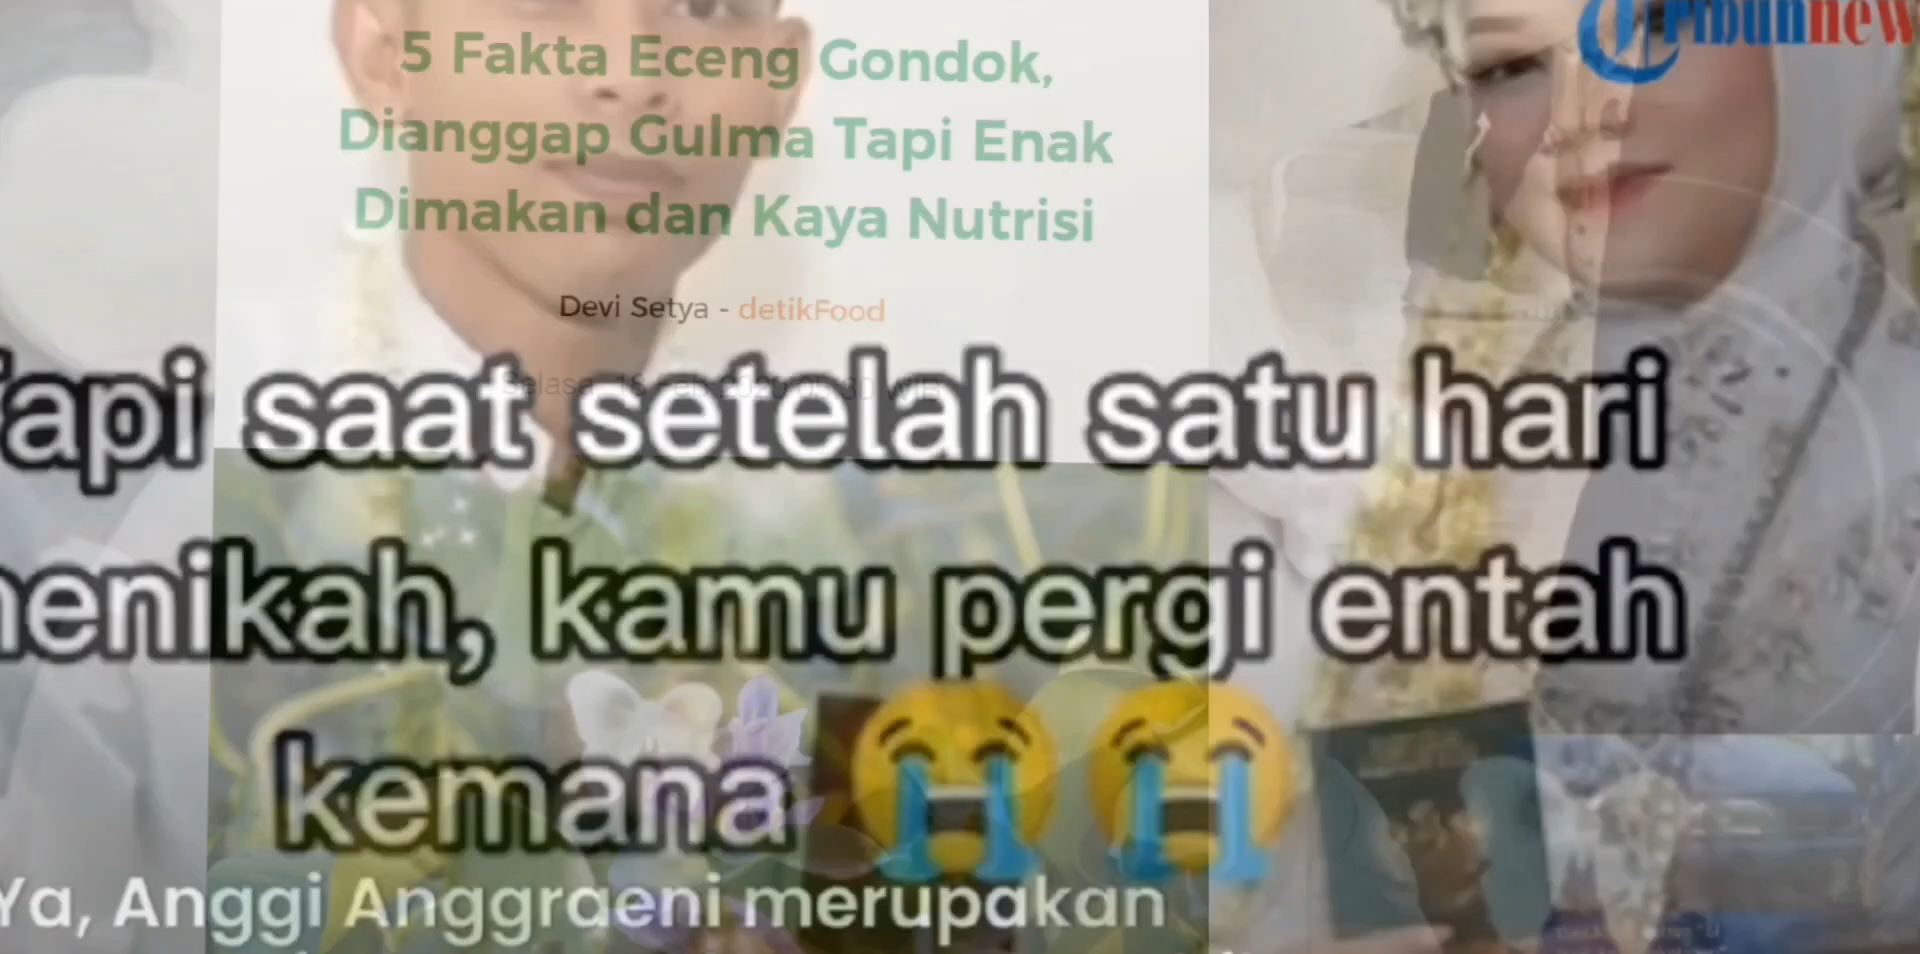 Tribunnew
5 Fakta Eceng Gondok,
Dianggap Gulma Tapi Enak
Dimakan dan Kaya Nutrisi
Devi Setya - detikFood
Tapi saat setelah satu hari
menikah, kamu pergi entah
kemana 😭😭
Ya, Anggi Anggraeni merupakan